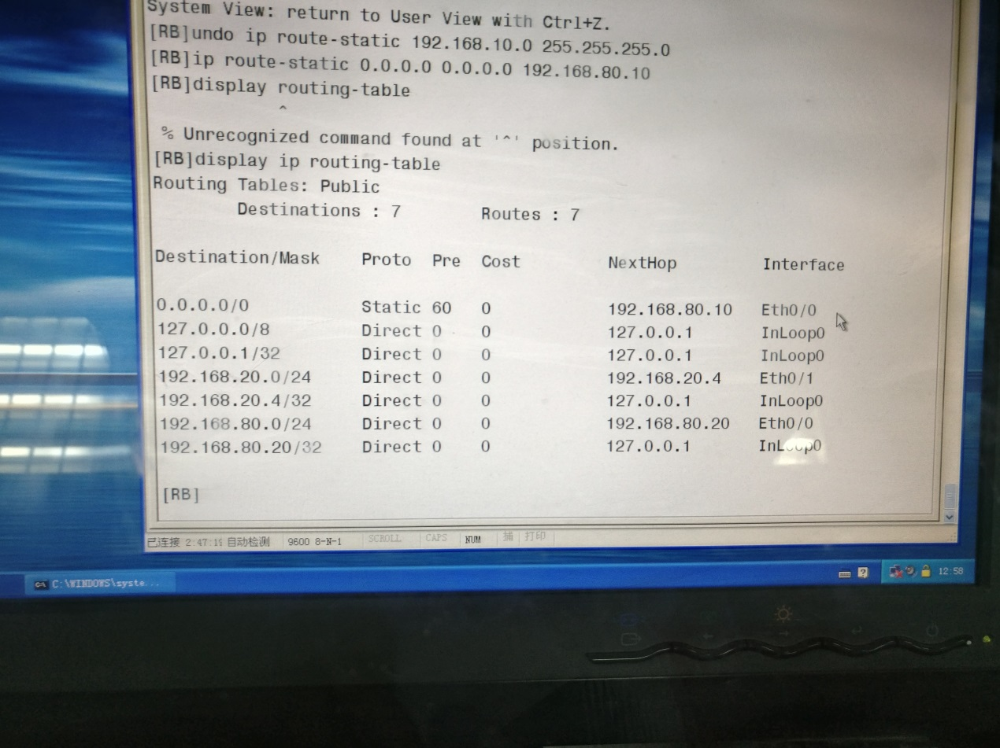 System View: return to User View with Ctrl+Z.
[RB]undo ip route-static 192.168.10.0 255.255.255.0
[RB]ip route-static 0.0.0.0 0.0.0.0 192.168.80.10
[RB]display routing-table
^
% Unrecognized command found at '^' position.
[RB]display ip routing-table
Routing Tables: Public
Destinations : 7 Routes : 7
Destination/Mask Proto Pre Cost NextHop Interface
0.0.0.0/0 Static 60 0 192.168.80.10 Eth0/0
127.0.0.0/8 Direct 0 0 127.0.0.1 InLoop0
127.0.0.1/32 Direct 0 0 127.0.0.1 InLoop0
192.168.20.0/24 Direct 0 0 192.168.20.4 Eth0/1
192.168.20.4/32 Direct 0 0 127.0.0.1 InLoop0
192.168.80.0/24 Direct 0 0 192.168.80.20 Eth0/0
192.168.80.20/32 Direct 0 0 127.0.0.1 InLoop0
[RB]
已连接 自动检测 9600 8-N-1 SCROLL CAPS NUM 捕 打印
C:\WINDOWS\syste... 12:58